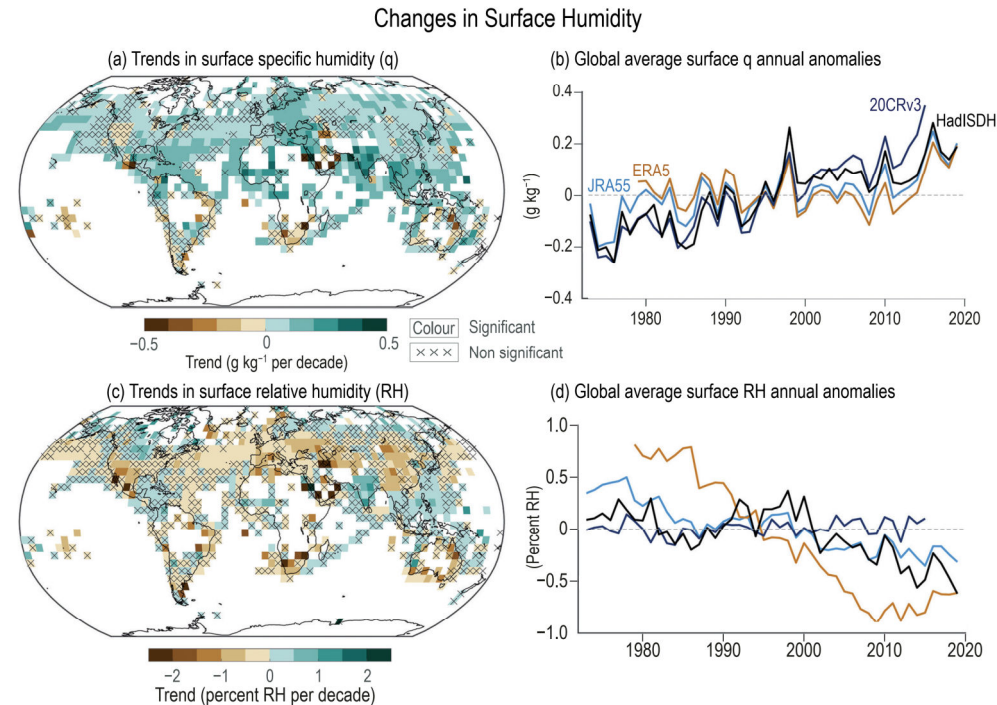 Changes in Surface Humidity
(a) Trends in surface specific humidity (q)
−0.5
0
0.5
Trend (g kg⁻¹ per decade)
Colour Significant
××× Non significant
(b) Global average surface q annual anomalies
(g kg⁻¹)
0.4
0.2
0
−0.2
−0.4
1980
1990
2000
2010
2020
JRA55
ERA5
20CRv3
HadISDH
(c) Trends in surface relative humidity (RH)
−2
−1
0
1
2
Trend (percent RH per decade)
(d) Global average surface RH annual anomalies
(Percent RH)
1.0
0.5
0
−0.5
−1.0
1980
1990
2000
2010
2020